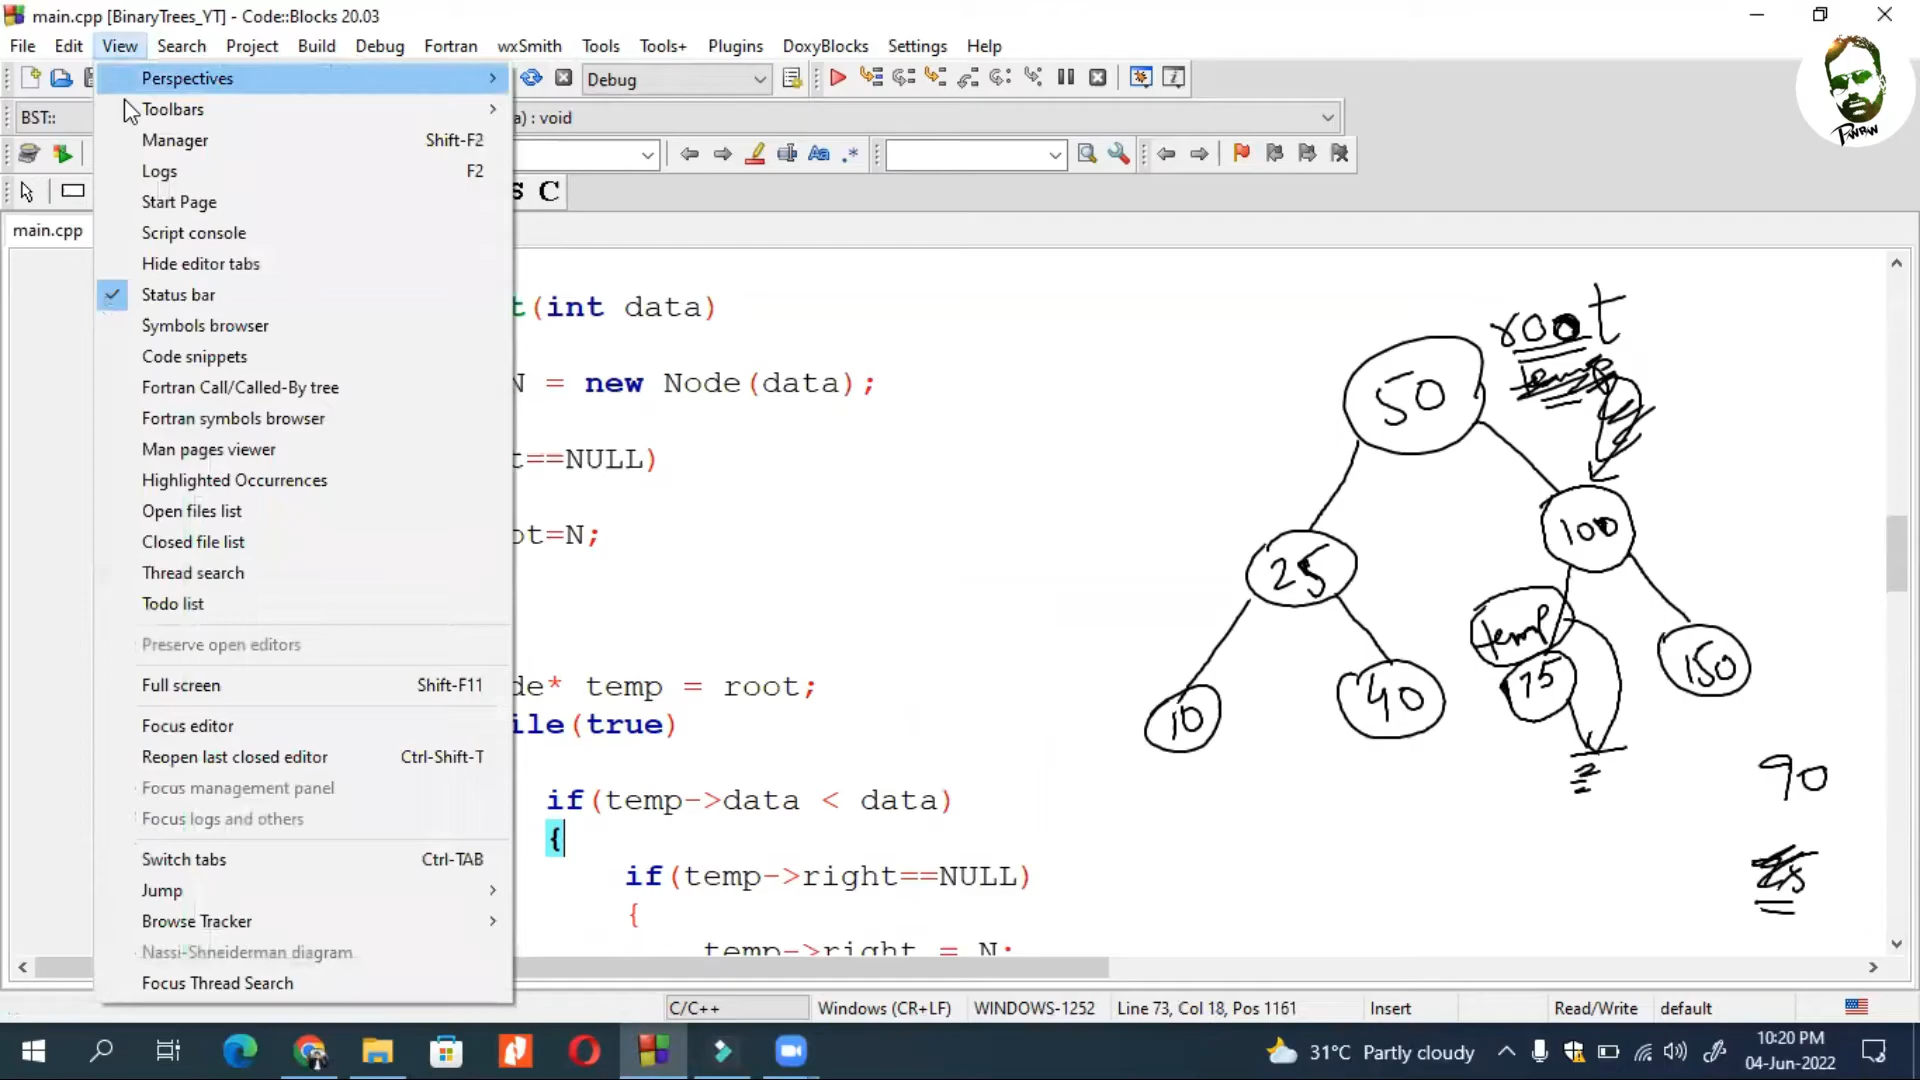 main.cpp [BinaryTrees_YT] - Code::Blocks 20.03
File Edit View Search Project Build Debug Fortran wxSmith Tools Tools+ Plugins DoxyBlocks Settings Help
Debug
BST::
a) : void
S C
main.cpp
Perspectives
Toolbars
Manager Shift-F2
Logs F2
Start Page
Script console
Hide editor tabs
Status bar
Symbols browser
Code snippets
Fortran Call/Called-By tree
Fortran symbols browser
Man pages viewer
Highlighted Occurrences
Open files list
Closed file list
Thread search
Todo list
Preserve open editors
Full screen Shift-F11
Focus editor
Reopen last closed editor Ctrl-Shift-T
Focus management panel
Focus logs and others
Switch tabs Ctrl-TAB
Jump
Browse Tracker
Nassi-Shneiderman diagram
Focus Thread Search
t(int data)
N = new Node(data);
t==NULL)
ot=N;
de* temp = root;
ile(true)
if(temp->data < data)
{
if(temp->right==NULL)
{
temp->right = N;
root
temp
50
100
25
temp
75
150
10
40
90
C/C++ Windows (CR+LF) WINDOWS-1252 Line 73, Col 18, Pos 1161 Insert Read/Write default
31°C Partly cloudy
10:20 PM
04-Jun-2022